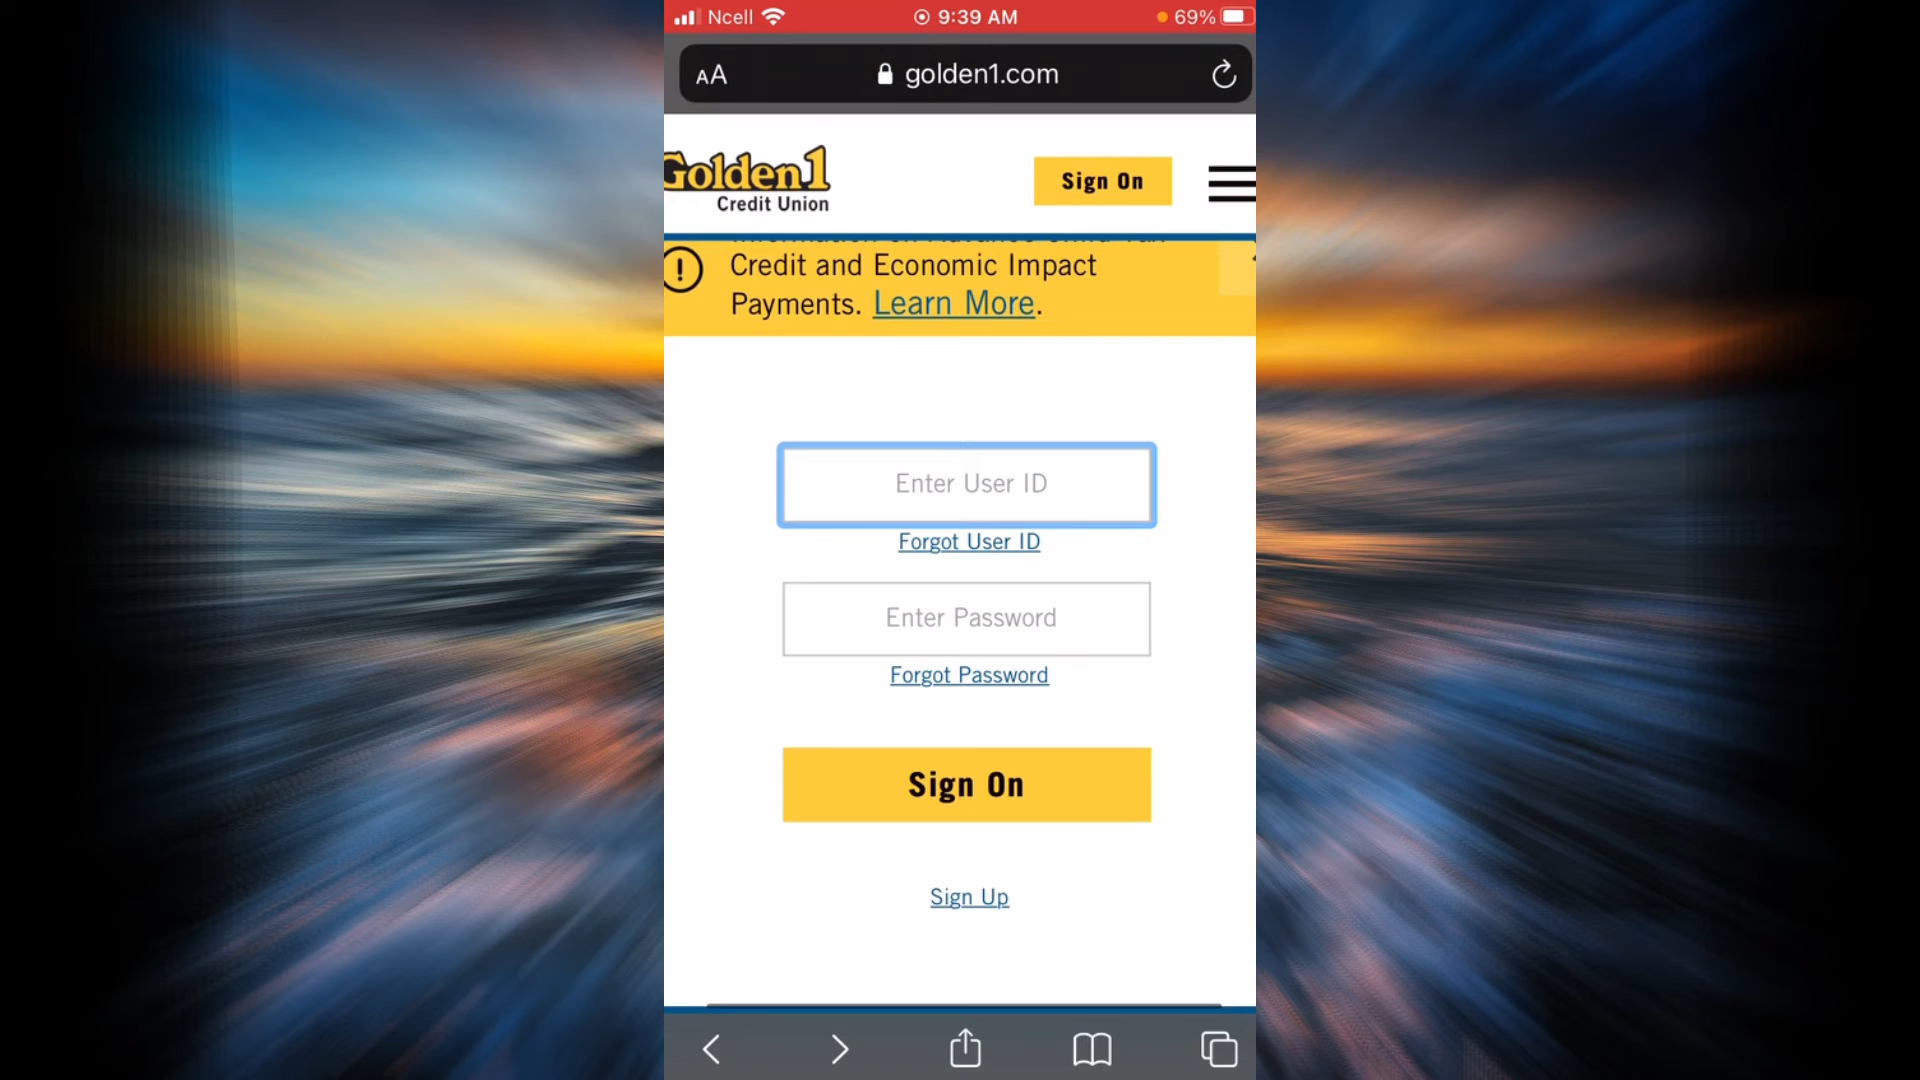 Ncell 9:39 AM 69%
AA golden1.com
Golden1
Credit Union
Sign On
Credit and Economic Impact
Payments. Learn More.
Enter User ID
Forgot User ID
Enter Password
Forgot Password
Sign On
Sign Up